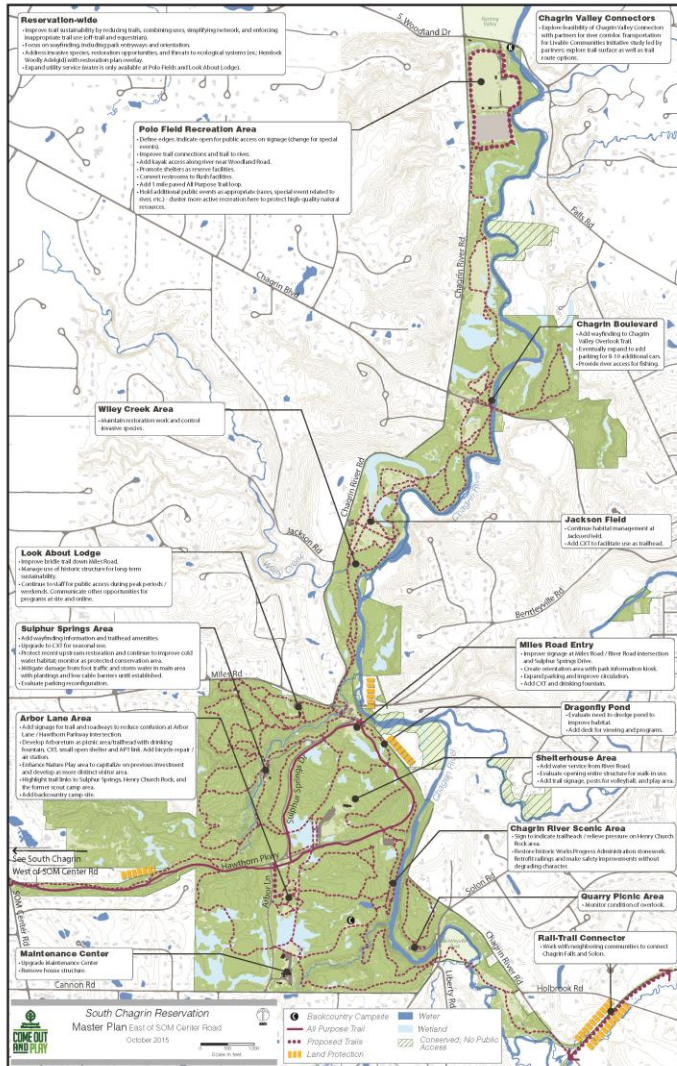 Reservation-wide
• Improve trail sustainability by reducing trails, combining uses, simplifying network, and enforcing
inappropriate trail use (off-trail and equestrian).
• Focus on wayfinding, including park entryways and orientation.
• Address invasive species, restoration opportunities, and threats to ecological systems (ex.: Hemlock
Woolly Adelgid) with restoration plan overlay.
• Expand utility service (water is only available at Polo Fields and Look About Lodge).
S Woodland Dr
Chagrin Valley Connectors
• Explore feasibility of Chagrin Valley Connector
with partners for river corridor. Transportation
for Livable Communities Initiative study led by
partners; explore trail surface as well as trail
route options.
Polo Field Recreation Area
• Define edges. Indicate open for public access on signage (change for special
events).
• Improve trail connections and trail to river.
• Add kayak access along river near Woodland Road.
• Promote shelters as reserve facilities.
• Convert restrooms to flush facilities.
• Add 1 mile paved All Purpose Trail loop.
• Hold additional public events as appropriate (races, special event related to
river, etc.) - cluster more active recreation here to protect high-quality natural
resources.
Falls Rd
Chagrin River Rd
Chagrin Blvd
Chagrin Boulevard
• Add wayfinding to Chagrin
Valley Overlook Trail.
• Eventually expand to add
parking for 8-10 additional cars.
• Provide river access for fishing.
Wiley Creek Area
• Maintain restoration work and control
invasive species.
Chagrin River Rd
Chagrin River
Jackson Rd
Jackson Field
• Continue habitat management at
Jackson Field.
• Add CXT to facilitate use as trailhead.
Look About Lodge
• Improve bridle trail down Miles Road.
• Manage use of historic structure for long-term
sustainability.
• Continue to staff for public access during peak periods /
weekends. Communicate other opportunities for
programs at site and online.
Bentleyville Rd
Sulphur Springs Area
• Add wayfinding information and trailhead amenities.
• Upgrade to CXT for seasonal use.
• Protect recent upstream restoration and continue to improve cold
water habitat; monitor as protected conservation area.
• Mitigate damage from foot traffic and storm water in main area
with plantings and low cable barriers until established.
• Evaluate parking reconfiguration.
Miles Rd
Miles Road Entry
• Improve signage at Miles Road / River Road intersection
and Sulphur Springs Drive.
• Create orientation area with park information kiosk.
• Expand parking and improve circulation.
• Add CXT and drinking fountain.
Dragonfly Pond
• Evaluate need to dredge pond to
improve habitat.
• Add deck for viewing and programs.
Arbor Lane Area
• Add signage for trail and roadways to reduce confusion at Arbor
Lane / Hawthorn Parkway intersection.
• Develop Arboretum as picnic area/trailhead with drinking
fountain, CXT, small open shelter and APT link. Add bicycle repair /
air station.
• Enhance Nature Play area to capitalize on previous investment
and develop as more distinct visitor area.
• Highlight trail links to Sulphur Springs, Henry Church Rock, and
the former scout camp area.
• Add backcountry camp site.
Sulphur Springs Dr
Chagrin River
Shelterhouse Area
• Add water service from River Road.
• Evaluate opening entire structure for walk-in use.
• Add trail signage, posts for volleyball, and play area.
Chagrin River Scenic Area
• Sign to indicate trailheads / relieve pressure on Henry Church
Rock area.
• Restore historic Works Progress Administration stonework.
Retrofit railings and make safety improvements without
degrading character.
See South Chagrin
West of SOM Center Rd
Hawthorn Pkwy
Arbor Ln
Solon Rd
SOM Center Rd
Quarry Picnic Area
• Monitor condition of overlook.
Rail-Trail Connector
• Work with neighboring communities to connect
Chagrin Falls and Solon.
Maintenance Center
• Upgrade Maintenance Center
• Remove house structure.
Cannon Rd
Liberty Rd
Chagrin River Rd
Holbrook Rd
COME OUT
AND PLAY
South Chagrin Reservation
Master Plan East of SOM Center Road
October 2015
Scale in feet
Backcountry Campsite
All Purpose Trail
Proposed Trails
Land Protection
Water
Wetland
Conserved; No Public
Access